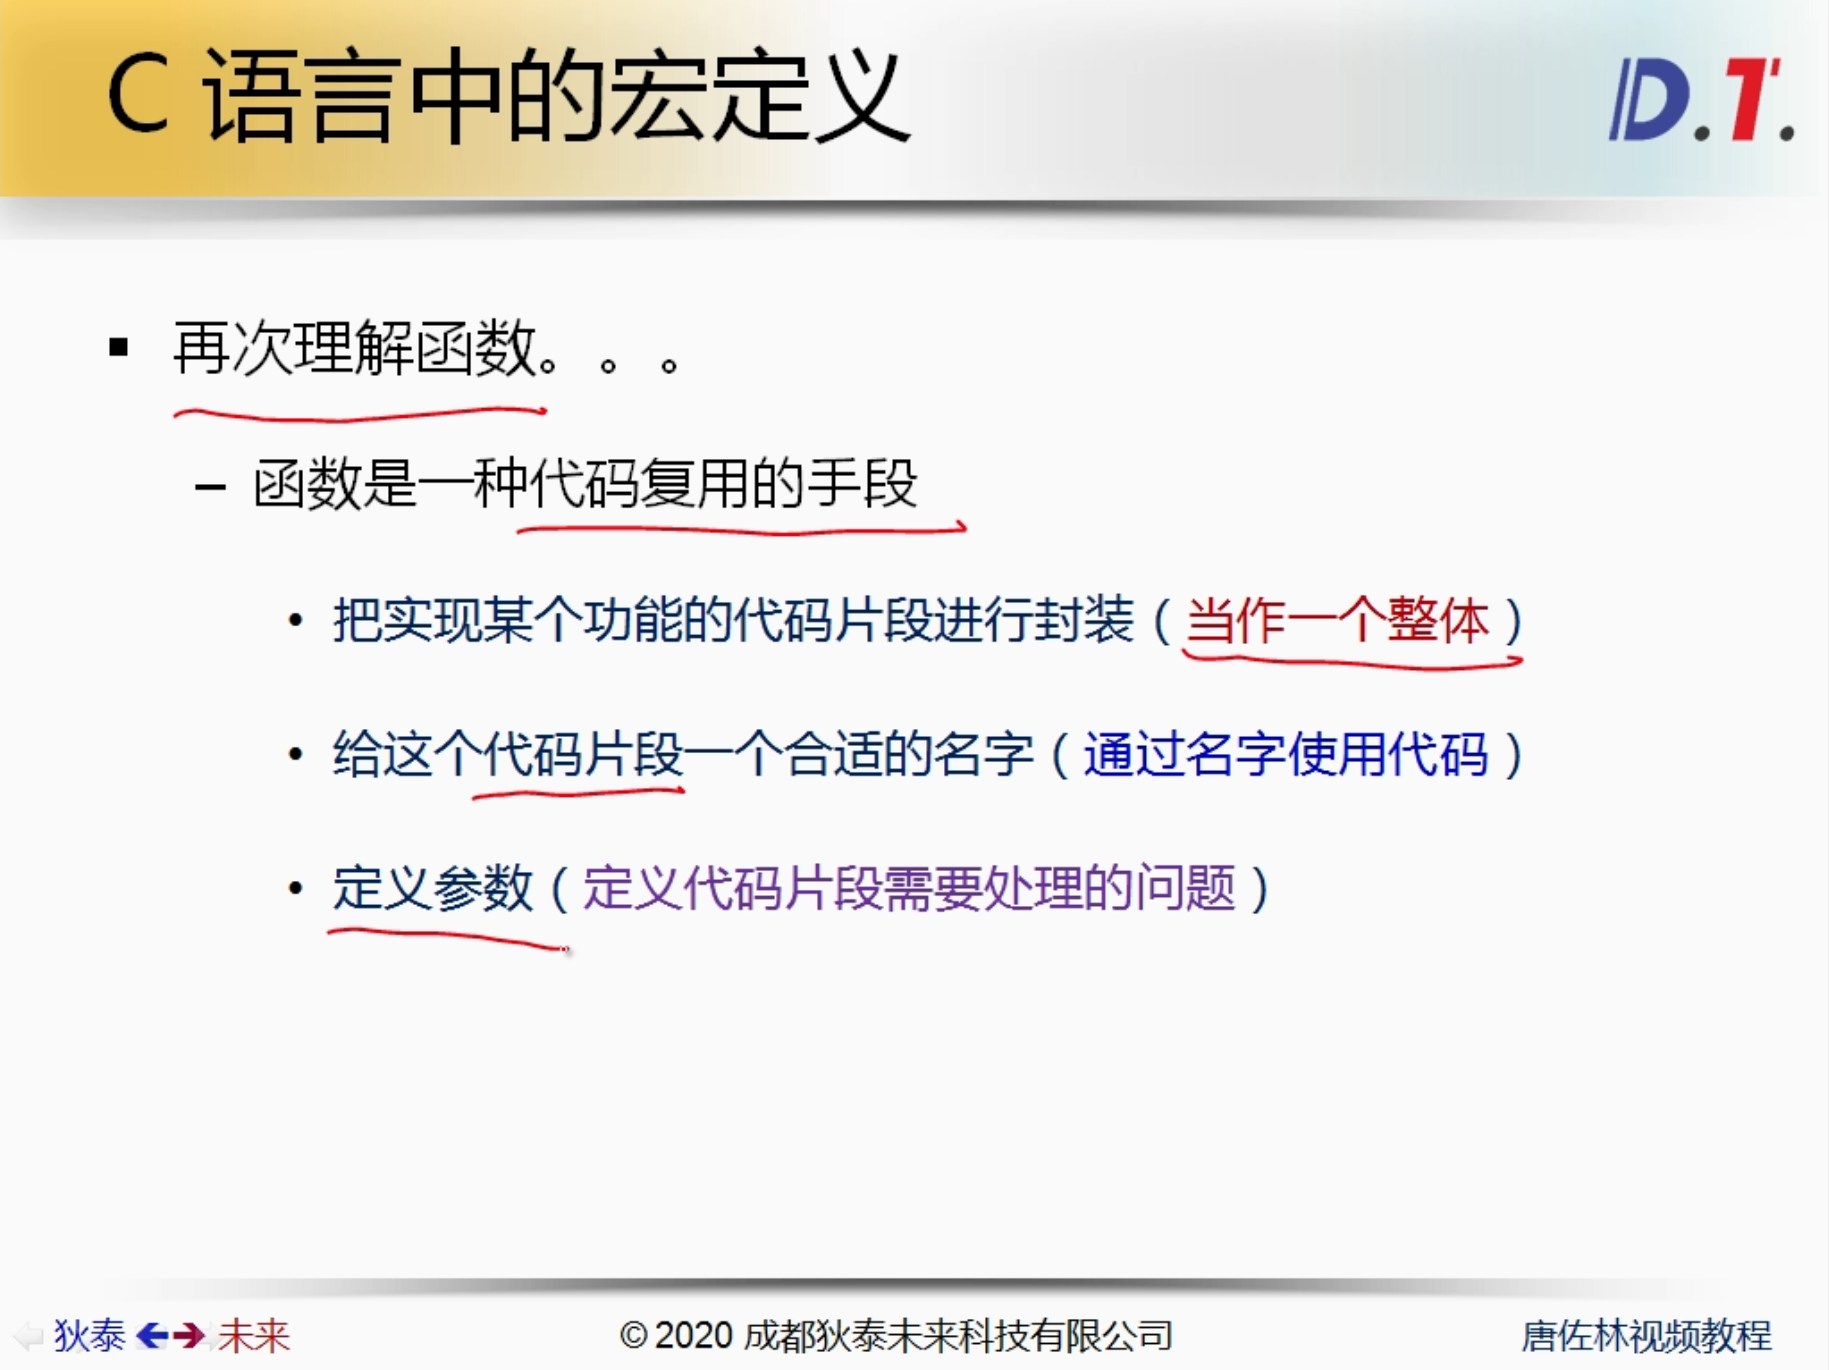 C 语言中的宏定义
D.T.
▪ 再次理解函数。。。
– 函数是一种代码复用的手段
• 把实现某个功能的代码片段进行封装（当作一个整体）
• 给这个代码片段一个合适的名字（通过名字使用代码）
• 定义参数（定义代码片段需要处理的问题）
狄泰 未来
© 2020 成都狄泰未来科技有限公司
唐佐林视频教程